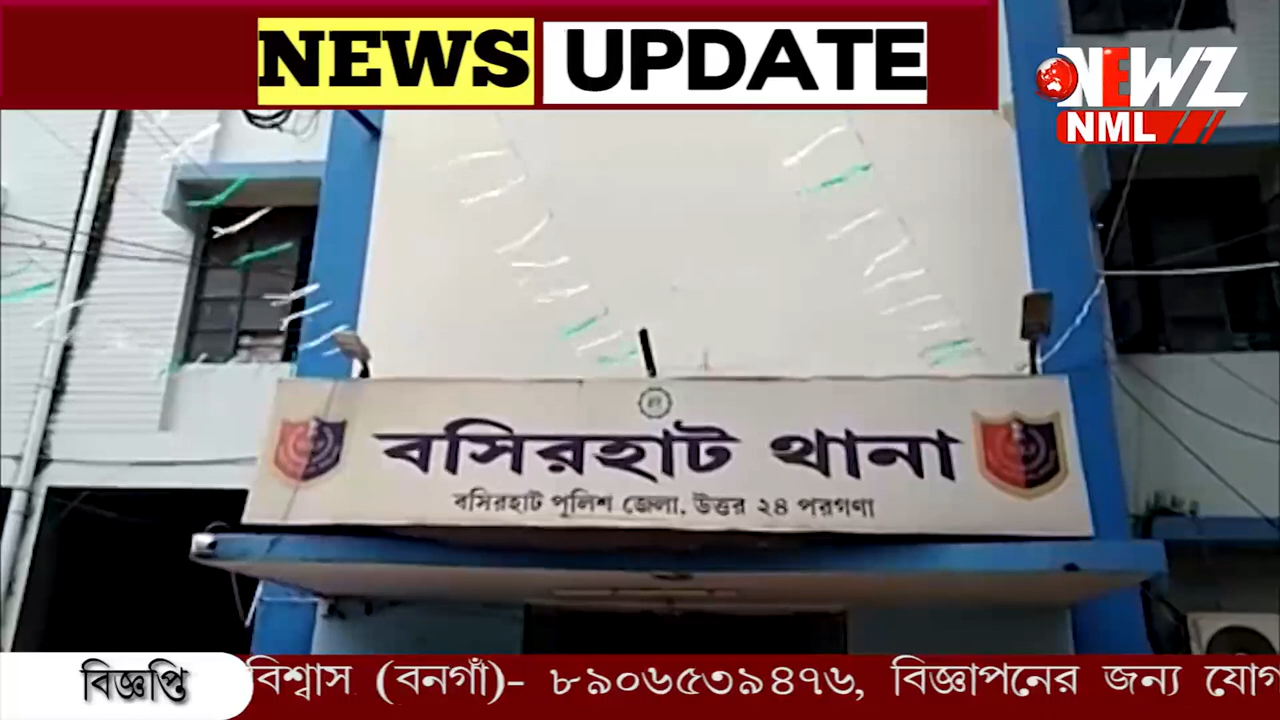 NEWS UPDATE
NEWZ
NML
বসিরহাট থানা
বসিরহাট পুলিশ জেলা, উত্তর ২৪ পরগণা
বিজ্ঞপ্তি
বিশ্বাস (বনগাঁ)- ৮৯০৬৫৩৯৪৭৬, বিজ্ঞাপনের জন্য যোগ